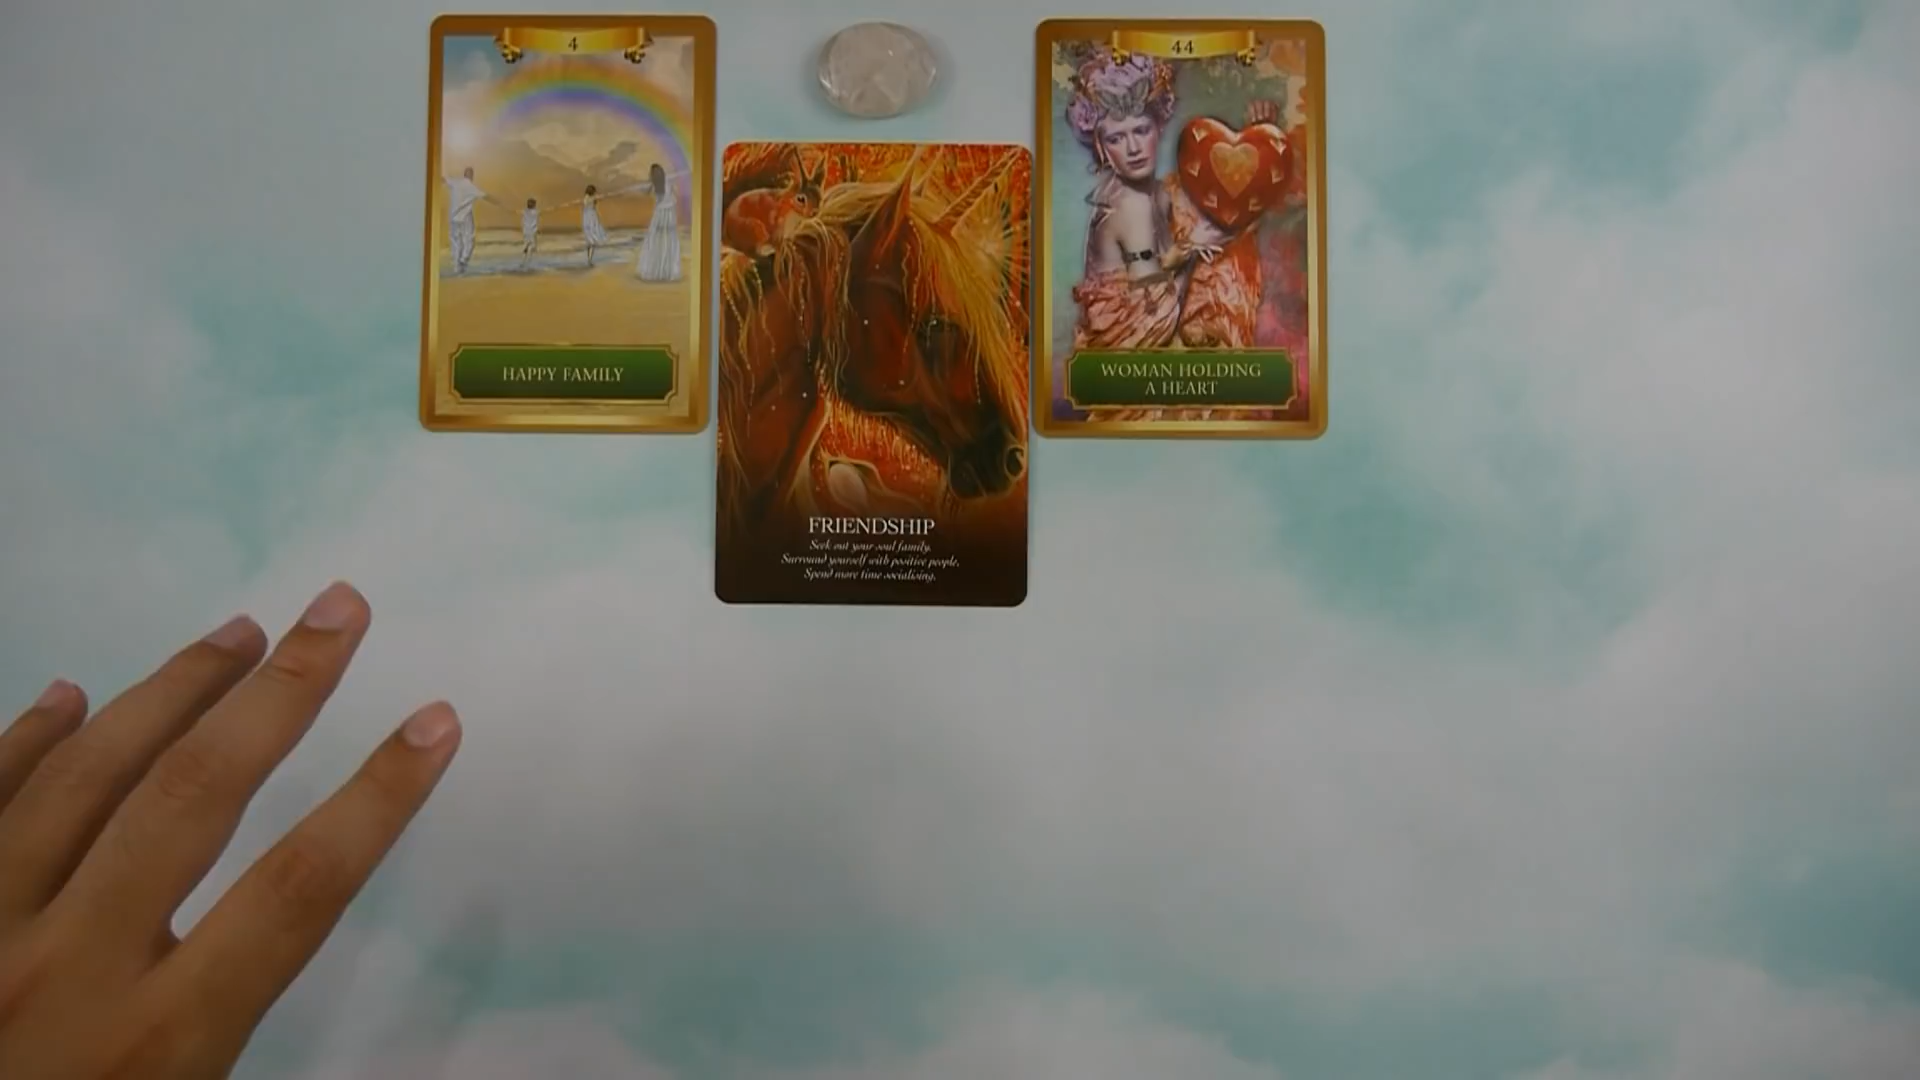 4
HAPPY FAMILY
FRIENDSHIP
Seek out your soul family.
Surround yourself with positive people.
Spend more time socialising.
44
WOMAN HOLDING
A HEART